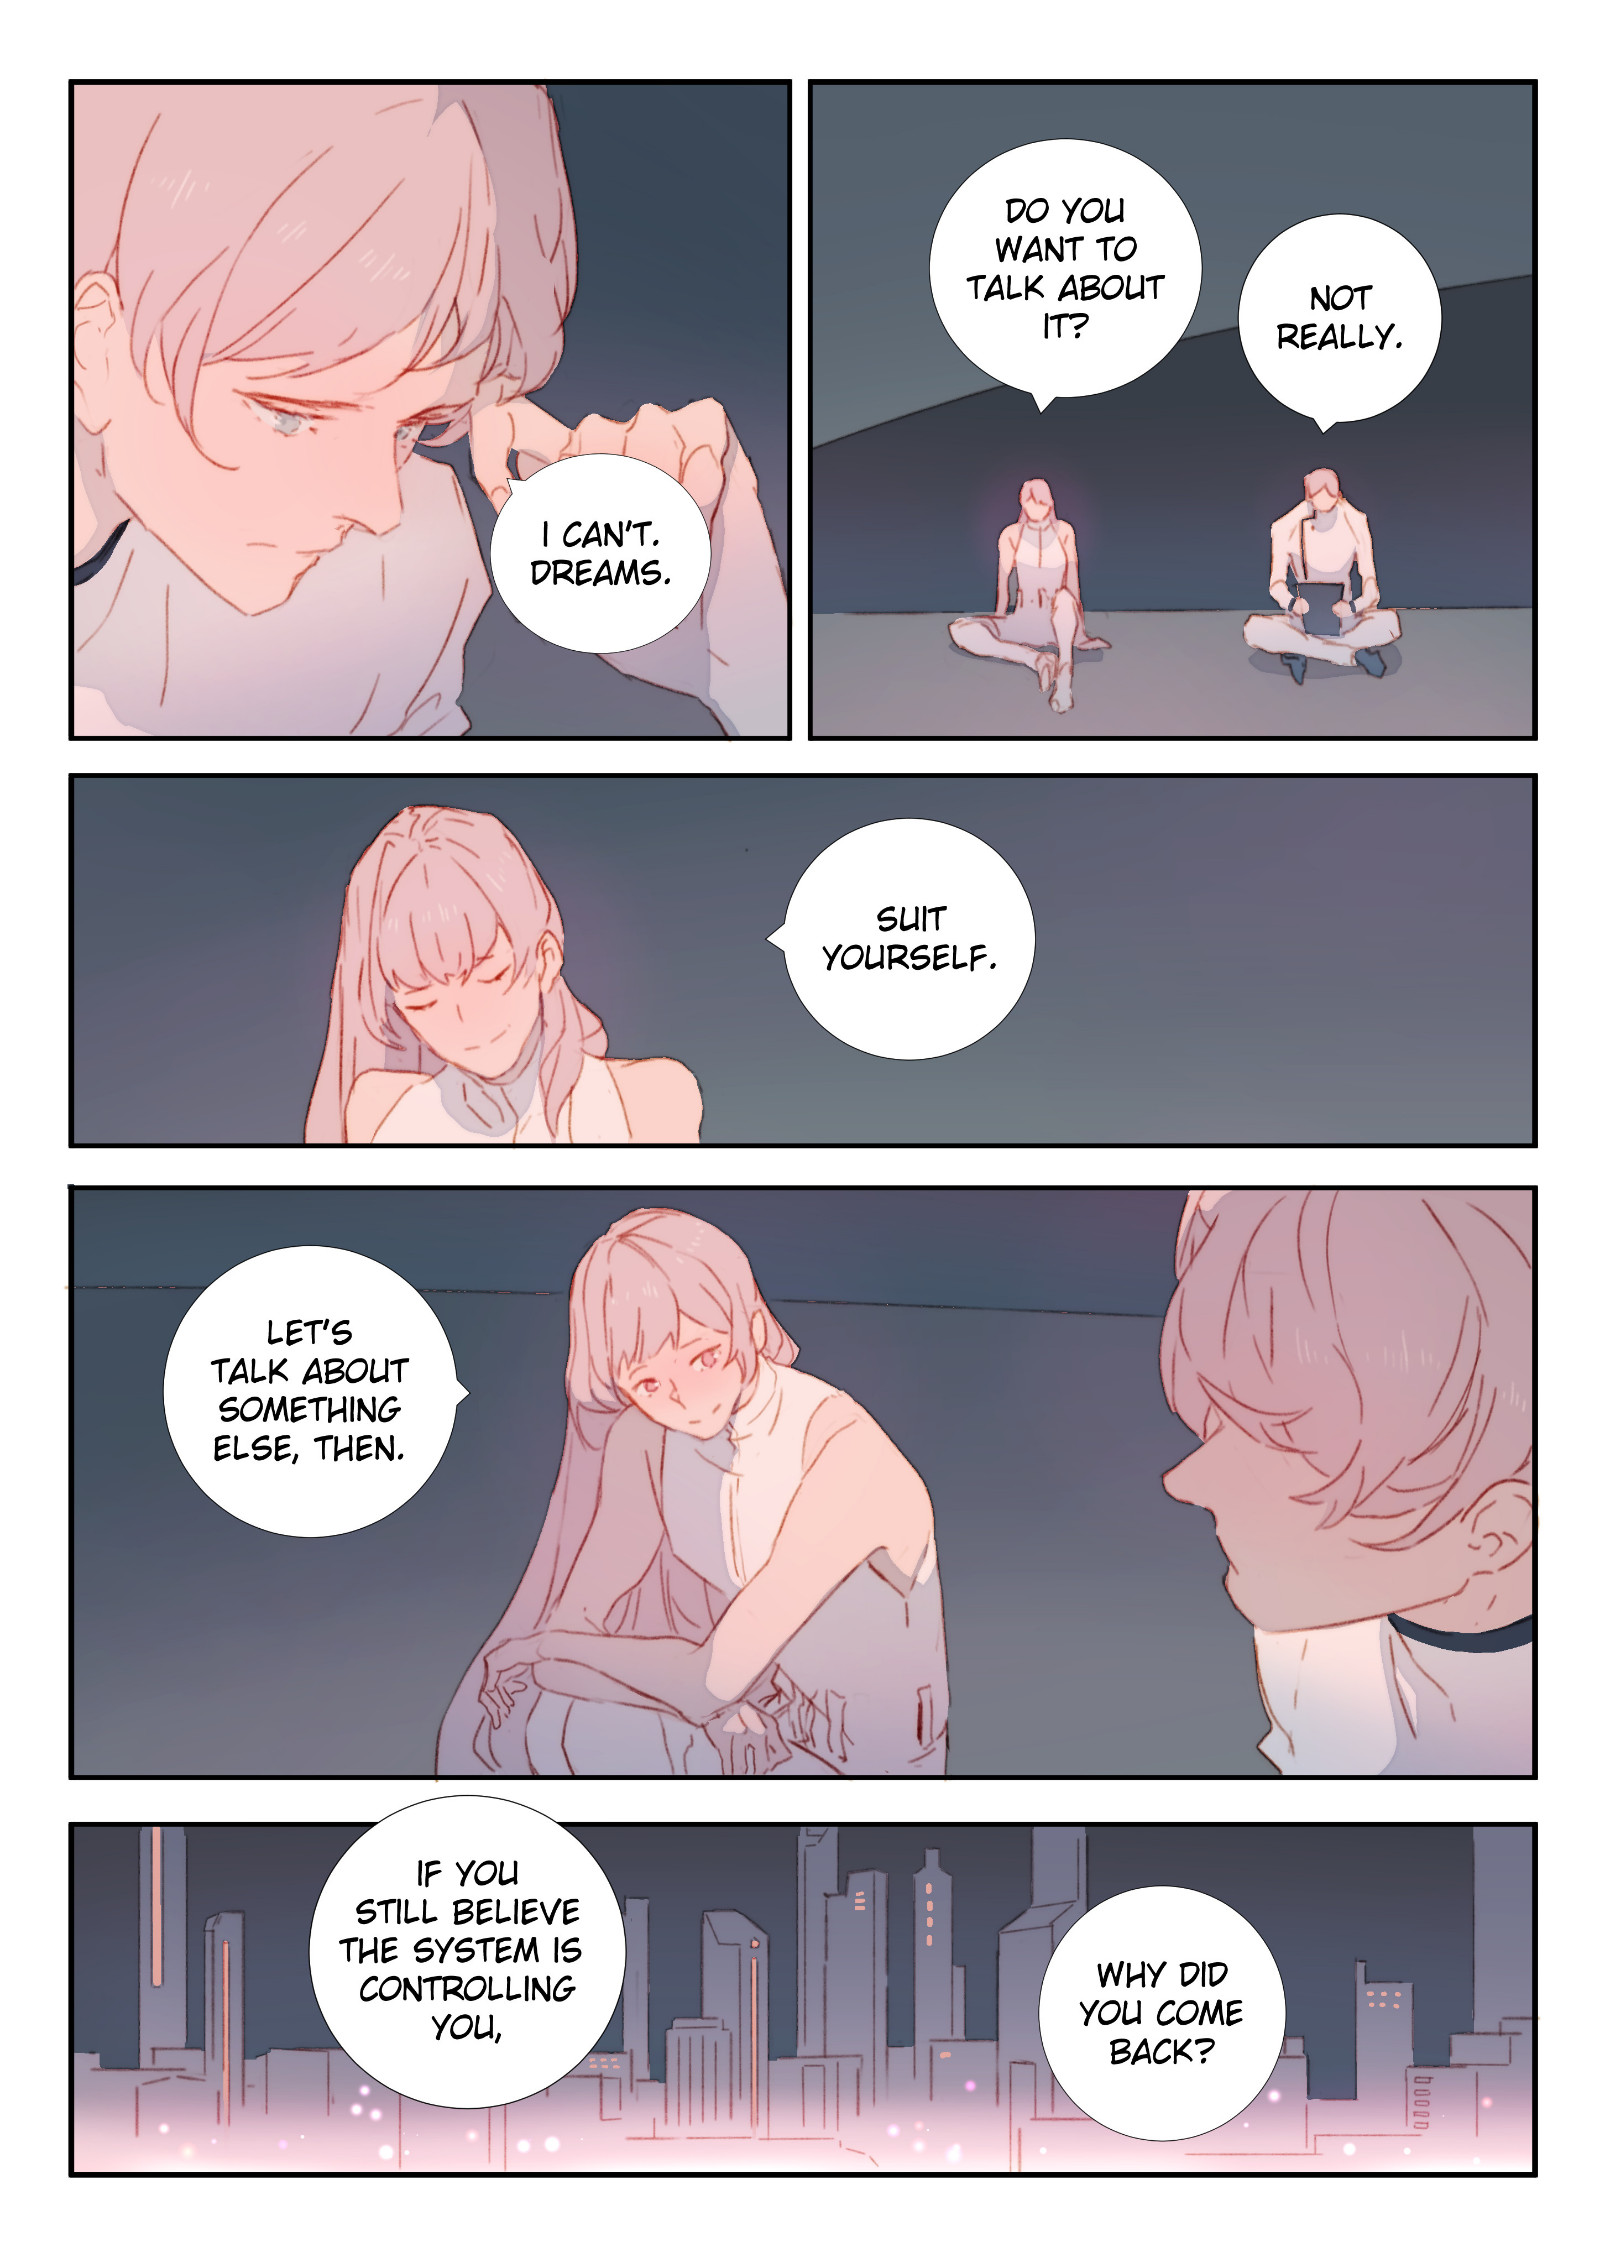 I CAN'T.
DREAMS.
DO YOU
WANT TO
TALK ABOUT
IT?
NOT
REALLY.
SUIT
YOURSELF.
LET'S
TALK ABOUT
SOMETHING
ELSE, THEN.
IF YOU
STILL BELIEVE
THE SYSTEM IS
CONTROLLING
YOU,
WHY DID
YOU COME
BACK?